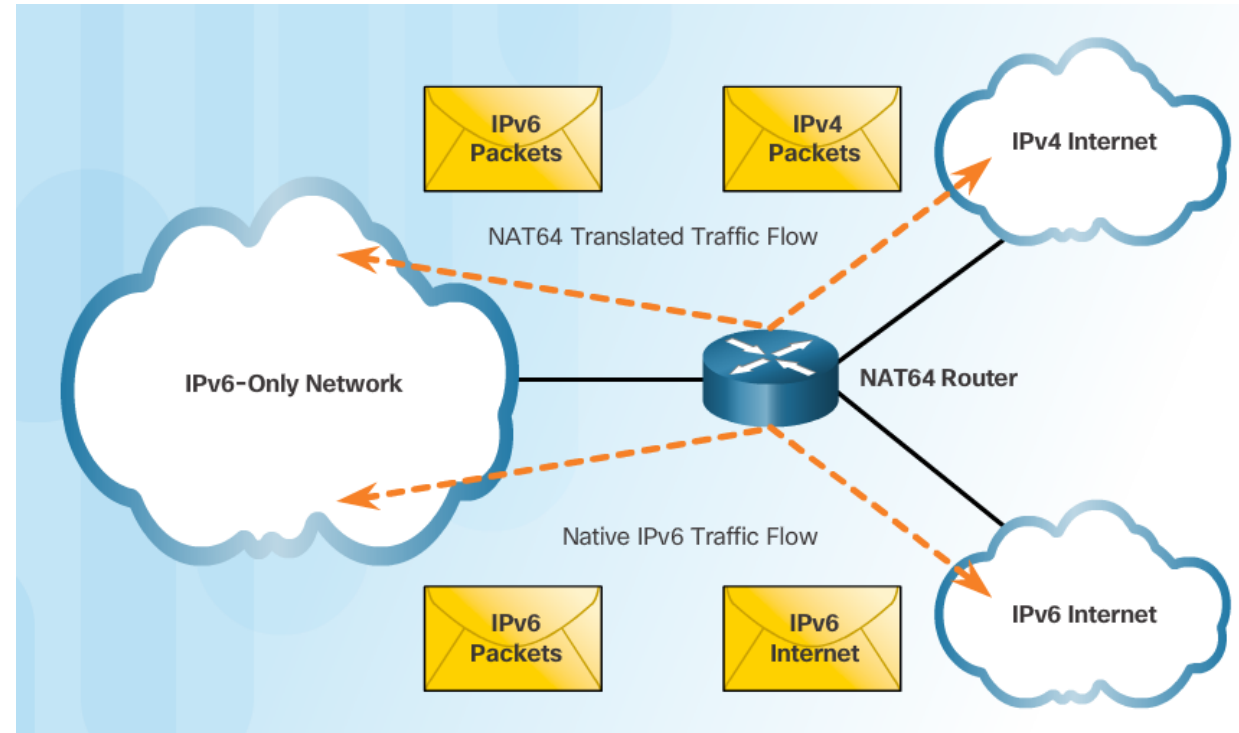 IPv6
Packets
IPv4
Packets
IPv4 Internet
NAT64 Translated Traffic Flow
IPv6-Only Network
NAT64 Router
Native IPv6 Traffic Flow
IPv6
Packets
IPv6
Internet
IPv6 Internet